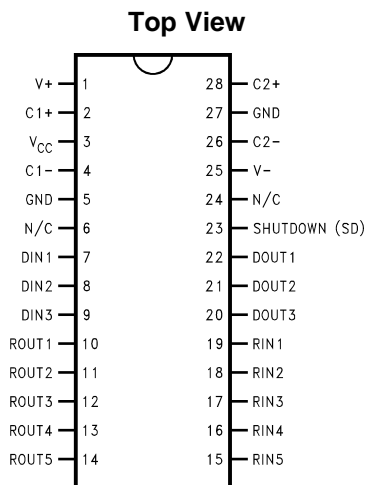 Top View
V+ 1 28 C2+
C1+ 2 27 GND
VCC 3 26 C2-
C1- 4 25 V-
GND 5 24 N/C
N/C 6 23 SHUTDOWN (SD)
DIN1 7 22 DOUT1
DIN2 8 21 DOUT2
DIN3 9 20 DOUT3
ROUT1 10 19 RIN1
ROUT2 11 18 RIN2
ROUT3 12 17 RIN3
ROUT4 13 16 RIN4
ROUT5 14 15 RIN5